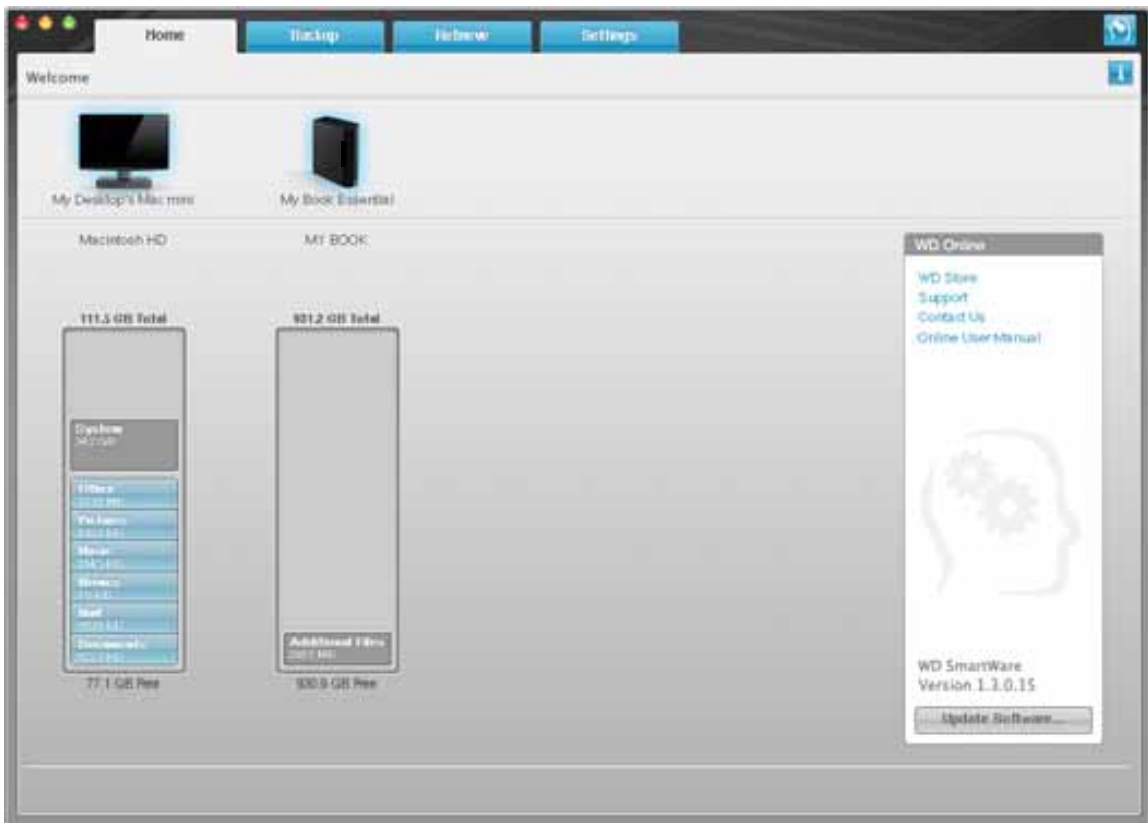 Home
Backup
Retrieve
Settings
Welcome
My Desktop's Mac mini
My Book Essential
Macintosh HD
MY BOOK
WD Online
WD Store
Support
Contact Us
Online User Manual
111.5 GB Total
931.2 GB Total
System
Other
Pictures
Music
Movies
Mail
Documents
Additional Files
77.1 GB Free
930.9 GB Free
WD SmartWare
Version 1.3.0.15
Update Software...